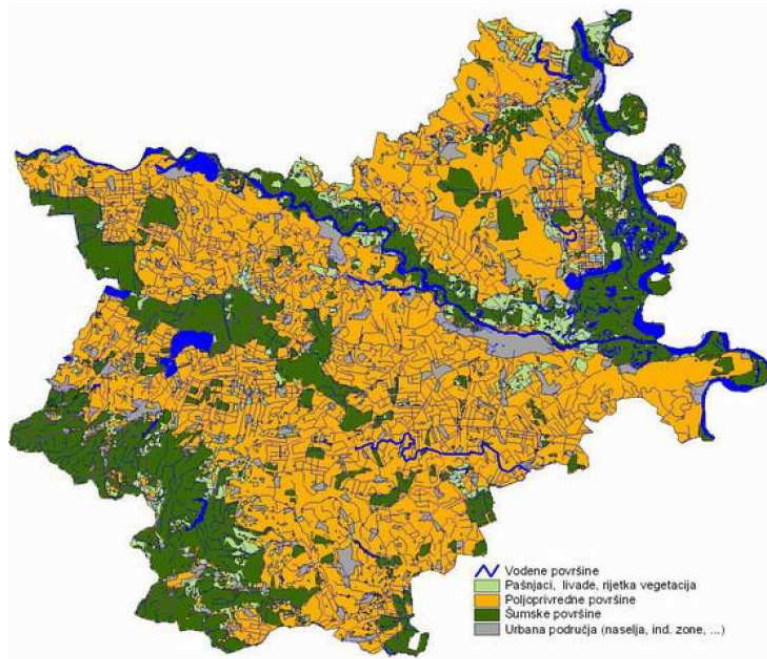 Vodene površine
Pašnjaci, livade, rijetka vegetacija
Poljoprivredne površine
Šumske površine
Urbana područja (naselja, ind. zone, ...)